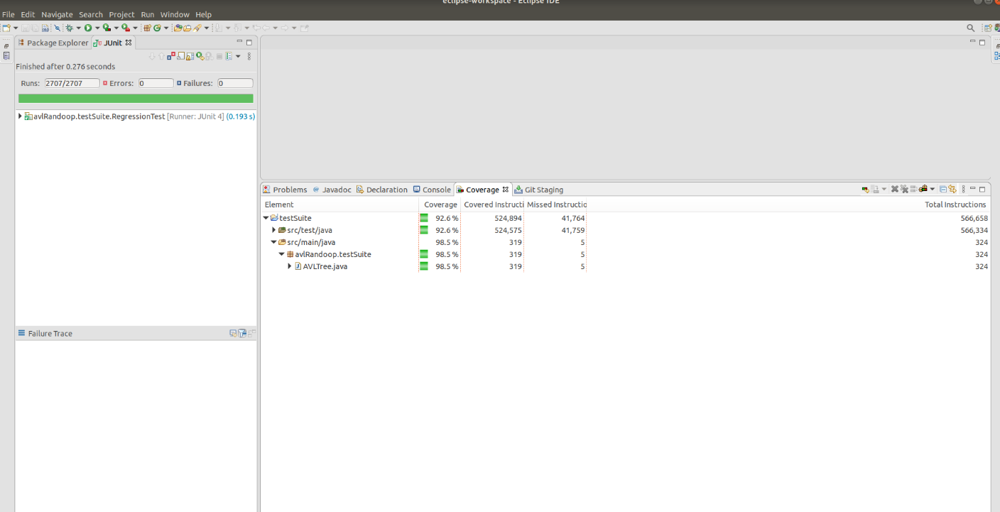 eclipse-workspace - Eclipse IDE
File Edit Navigate Search Project Run Window Help
Package Explorer JUnit
Finished after 0.276 seconds
Runs: 2707/2707 Errors: 0 Failures: 0
avlRandoop.testSuite.RegressionTest [Runner: JUnit 4] (0.193 s)
Failure Trace
Problems @ Javadoc Declaration Console Coverage Git Staging
Element Coverage Covered Instructi Missed Instructio Total Instructions
testSuite 92.6 % 524,894 41,764 566,658
src/test/java 92.6 % 524,575 41,759 566,334
src/main/java 98.5 % 319 5 324
avlRandoop.testSuite 98.5 % 319 5 324
AVLTree.java 98.5 % 319 5 324